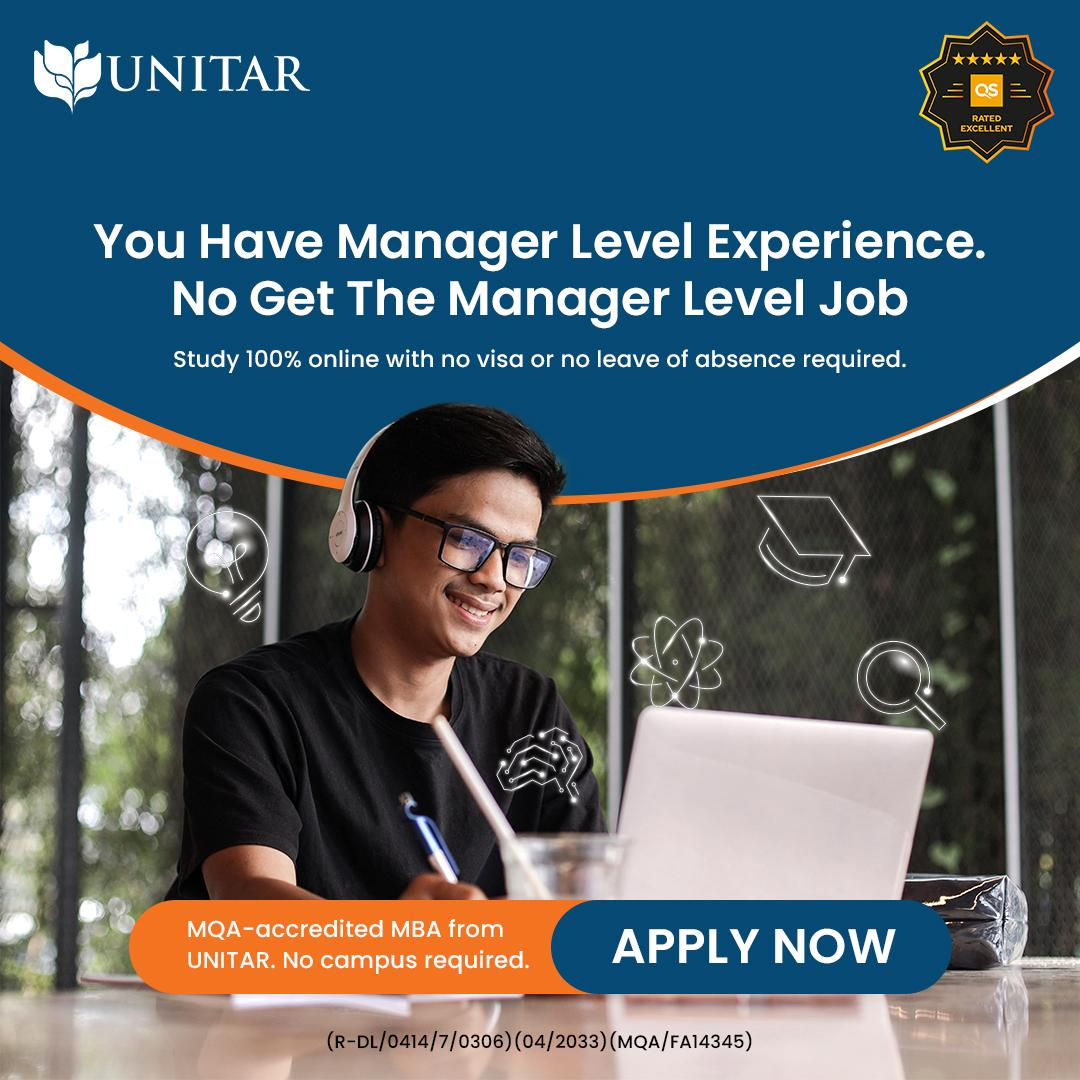 UNITAR
QS
RATED
EXCELLENT
You Have Manager Level Experience.
No Get The Manager Level Job
Study 100% online with no visa or no leave of absence required.
MQA-accredited MBA from
UNITAR. No campus required.
APPLY NOW
(R-DL/0414/7/0306)(04/2033)(MQA/FA14345)